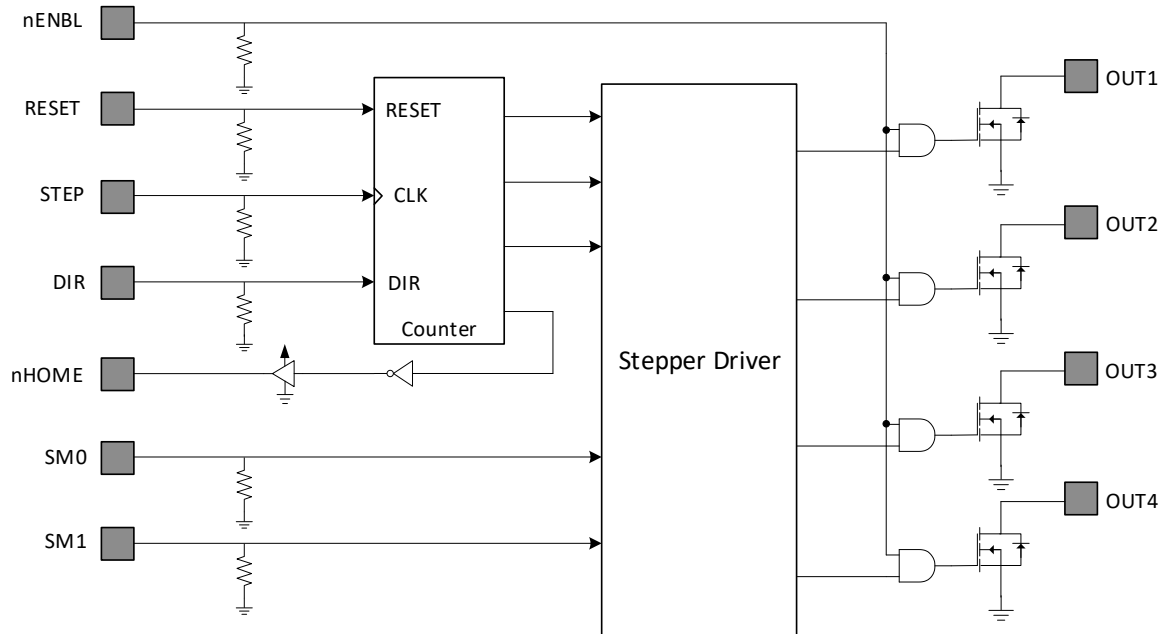 nENBL
OUT1
RESET
RESET
STEP
CLK
OUT2
DIR
DIR
Counter
nHOME
Stepper Driver
OUT3
SM0
OUT4
SM1